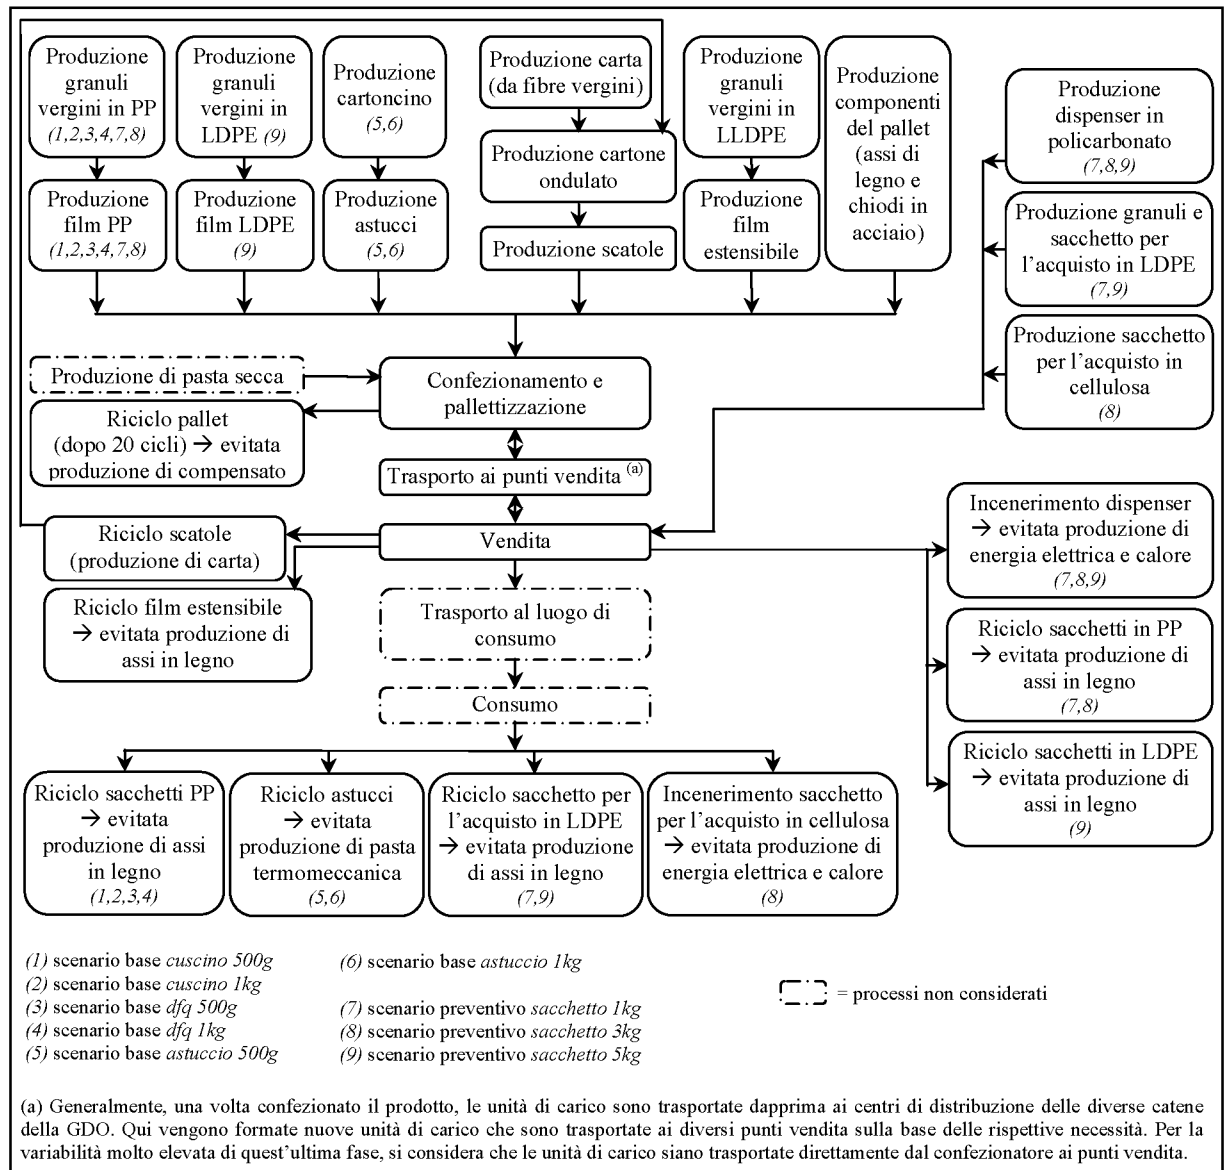 Produzione
granuli
vergini in PP
(1,2,3,4,7,8)
Produzione
granuli
vergini in
LDPE (9)
Produzione
cartoncino
(5,6)
Produzione carta
(da fibre vergini)
Produzione
granuli
vergini in
LLDPE
Produzione
componenti
del pallet
(assi di
legno e
chiodi in
acciaio)
Produzione
dispenser in
policarbonato
(7,8,9)
Produzione cartone
ondulato
Produzione
film PP
(1,2,3,4,7,8)
Produzione
film LDPE
(9)
Produzione
astucci
(5,6)
Produzione scatole
Produzione
film
estensibile
Produzione granuli e
sacchetto per
l’acquisto in LDPE
(7,9)
Produzione sacchetto
per l’acquisto in
cellulosa
(8)
Produzione di pasta secca
Confezionamento e
pallettizzazione
Riciclo pallet
(dopo 20 cicli) → evitata
produzione di compensato
Trasporto ai punti vendita (a)
Riciclo scatole
(produzione di carta)
Vendita
Incenerimento dispenser
→ evitata produzione di
energia elettrica e calore
(7,8,9)
Riciclo film estensibile
→ evitata produzione di
assi in legno
Trasporto al luogo di
consumo
Riciclo sacchetti in PP
→ evitata produzione di
assi in legno
(7,8)
Consumo
Riciclo sacchetti in LDPE
→ evitata produzione di
assi in legno
(9)
Riciclo sacchetti PP
→ evitata
produzione di assi
in legno
(1,2,3,4)
Riciclo astucci
→ evitata
produzione di pasta
termomeccanica
(5,6)
Riciclo sacchetto per
l’acquisto in LDPE
→ evitata produzione
di assi in legno
(7,9)
Incenerimento sacchetto
per l’acquisto in cellulosa
→ evitata produzione di
energia elettrica e calore
(8)
(1) scenario base cuscino 500g
(2) scenario base cuscino 1kg
(3) scenario base dfq 500g
(4) scenario base dfq 1kg
(5) scenario base astuccio 500g
(6) scenario base astuccio 1kg
(7) scenario preventivo sacchetto 1kg
(8) scenario preventivo sacchetto 3kg
(9) scenario preventivo sacchetto 5kg
= processi non considerati
(a) Generalmente, una volta confezionato il prodotto, le unità di carico sono trasportate dapprima ai centri di distribuzione delle diverse catene
della GDO. Qui vengono formate nuove unità di carico che sono trasportate ai diversi punti vendita sulla base delle rispettive necessità. Per la
variabilità molto elevata di quest’ultima fase, si considera che le unità di carico siano trasportate direttamente dal confezionatore ai punti vendita.